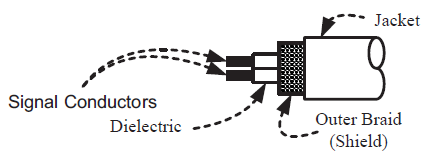 Jacket
Signal Conductors
Dielectric
Outer Braid
(Shield)